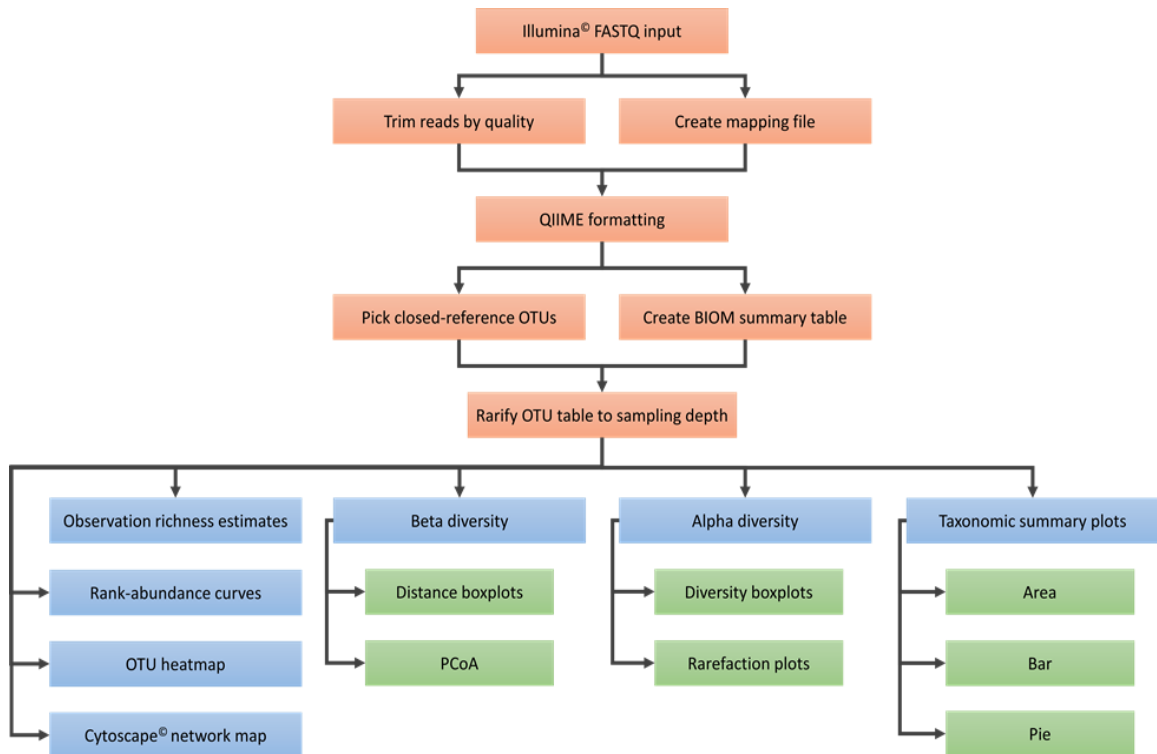 Illumina© FASTQ input
Trim reads by quality
Create mapping file
QIIME formatting
Pick closed-reference OTUs
Create BIOM summary table
Rarify OTU table to sampling depth
Observation richness estimates
Beta diversity
Alpha diversity
Taxonomic summary plots
Rank-abundance curves
Distance boxplots
Diversity boxplots
Area
OTU heatmap
PCoA
Rarefaction plots
Bar
Cytoscape© network map
Pie